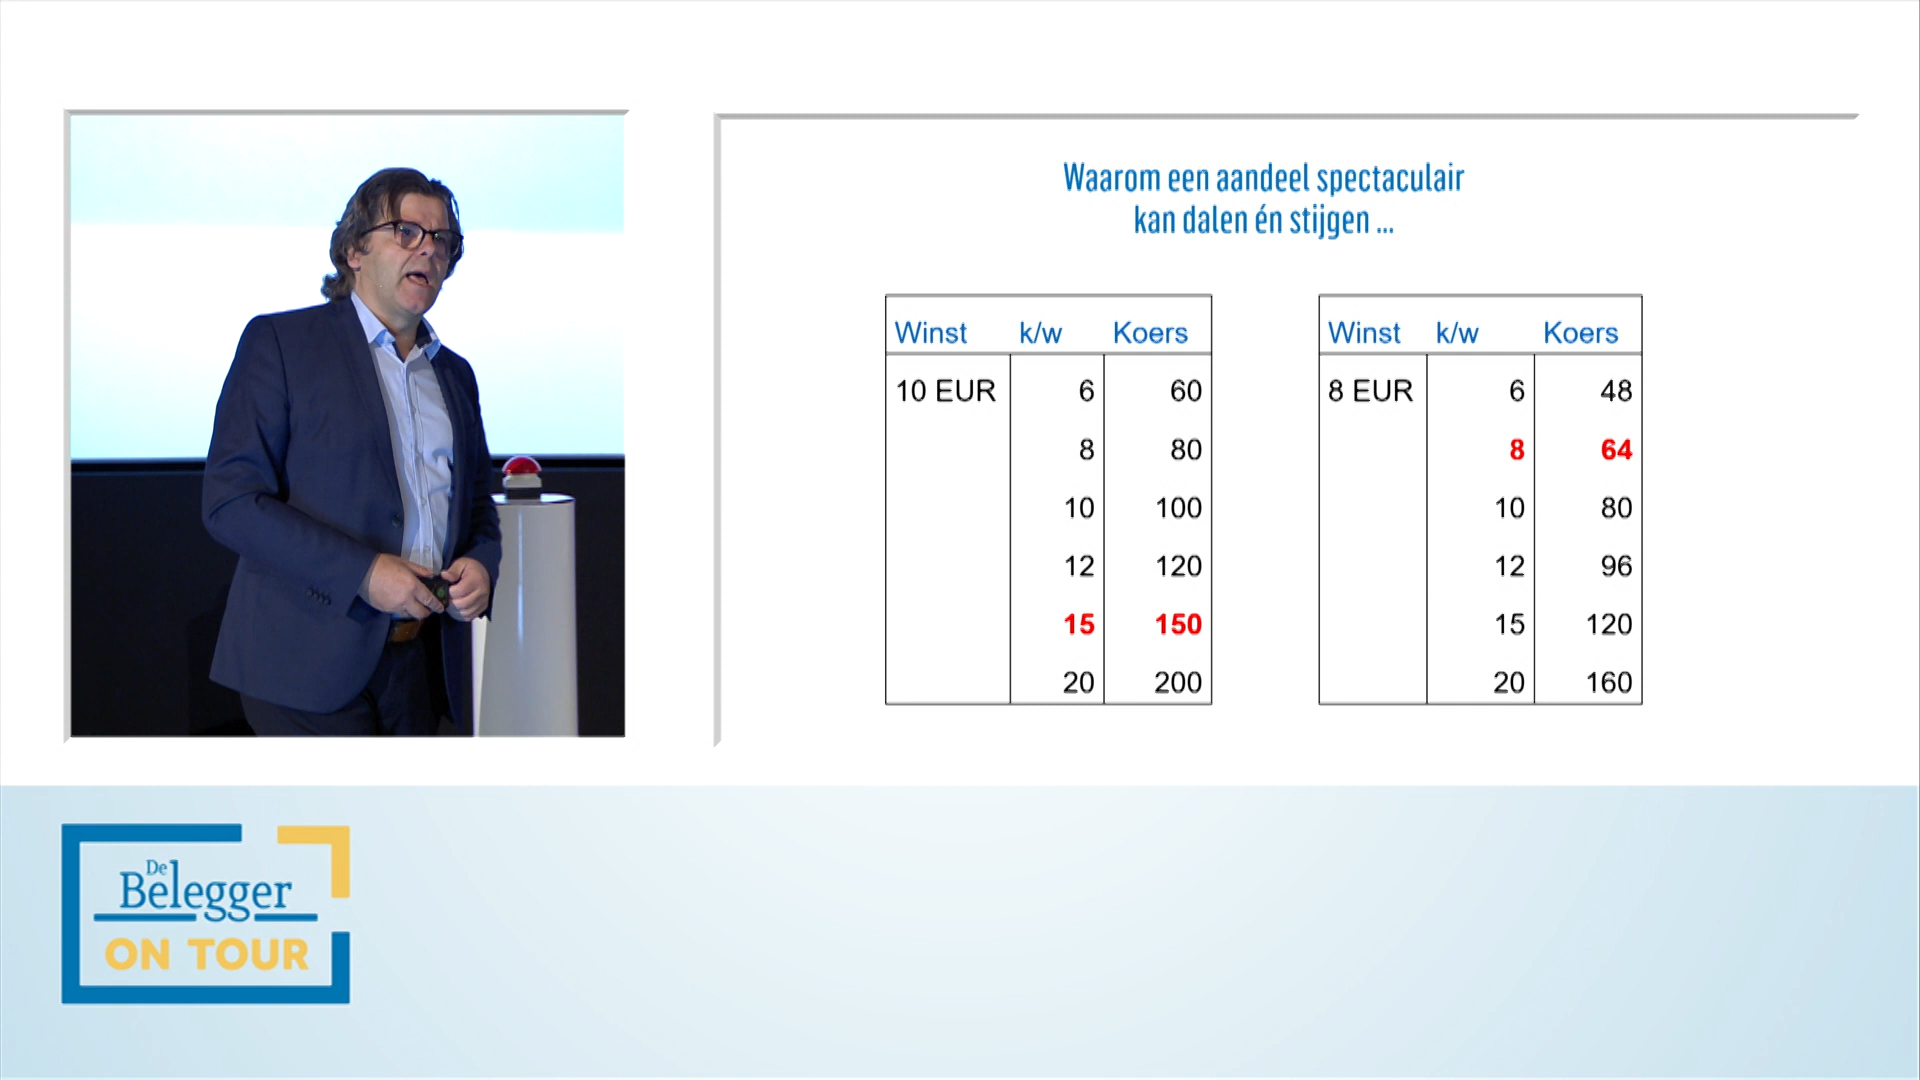 Waarom een aandeel spectaculair
kan dalen én stijgen ...
Winst k/w Koers
10 EUR 6 60
8 80
10 100
12 120
15 150
20 200
Winst k/w Koers
8 EUR 6 48
8 64
10 80
12 96
15 120
20 160
De
Belegger
ON TOUR